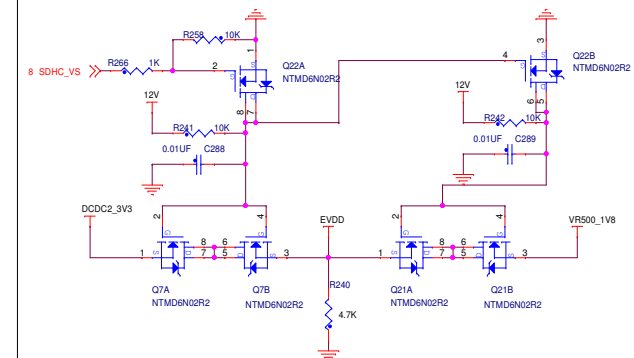 R258 10K
1
Q22A
NTMD6N02R2
S
G
D
8 SDHC_VS
R266 1K
2
8
7
3
4
Q22B
NTMD6N02R2
S
G
D
6
5
12V
R241 10K
0.01UF C288
12V
R242 10K
0.01UF C289
DCDC2_3V3
2
4
EVDD
2
4
VR500_1V8
G
G
G
G
1
S
D
8
7
6
5
D
S
3
1
S
D
8
7
6
5
D
S
3
Q7A
NTMD6N02R2
Q7B
NTMD6N02R2
R240
4.7K
Q21A
NTMD6N02R2
Q21B
NTMD6N02R2